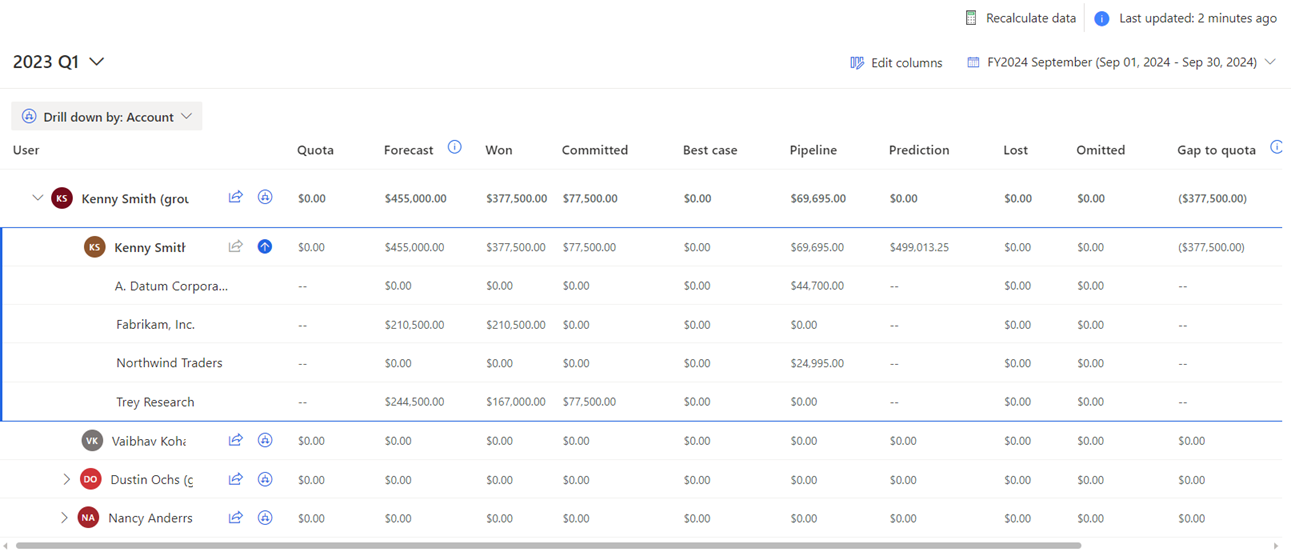 Recalculate data Last updated: 2 minutes ago
2023 Q1 Edit columns FY2024 September (Sep 01, 2024 - Sep 30, 2024)
Drill down by: Account
User Quota Forecast Won Committed Best case Pipeline Prediction Lost Omitted Gap to quota
KS Kenny Smith (grou $0.00 $455,000.00 $377,500.00 $77,500.00 $0.00 $69,695.00 $0.00 $0.00 $0.00 ($377,500.00)
KS Kenny Smith $0.00 $455,000.00 $377,500.00 $77,500.00 $0.00 $69,695.00 $499,013.25 $0.00 $0.00 ($377,500.00)
A. Datum Corpora... -- $0.00 $0.00 $0.00 $0.00 $44,700.00 -- $0.00 $0.00 --
Fabrikam, Inc. -- $210,500.00 $210,500.00 $0.00 $0.00 $0.00 -- $0.00 $0.00 --
Northwind Traders -- $0.00 $0.00 $0.00 $0.00 $24,995.00 -- $0.00 $0.00 --
Trey Research -- $244,500.00 $167,000.00 $77,500.00 $0.00 $0.00 -- $0.00 $0.00 --
VK Vaibhav Koha $0.00 $0.00 $0.00 $0.00 $0.00 $0.00 $0.00 $0.00 $0.00 $0.00
DO Dustin Ochs (g $0.00 $0.00 $0.00 $0.00 $0.00 $0.00 $0.00 $0.00 $0.00 $0.00
NA Nancy Anderrs $0.00 $0.00 $0.00 $0.00 $0.00 $0.00 $0.00 $0.00 $0.00 $0.00